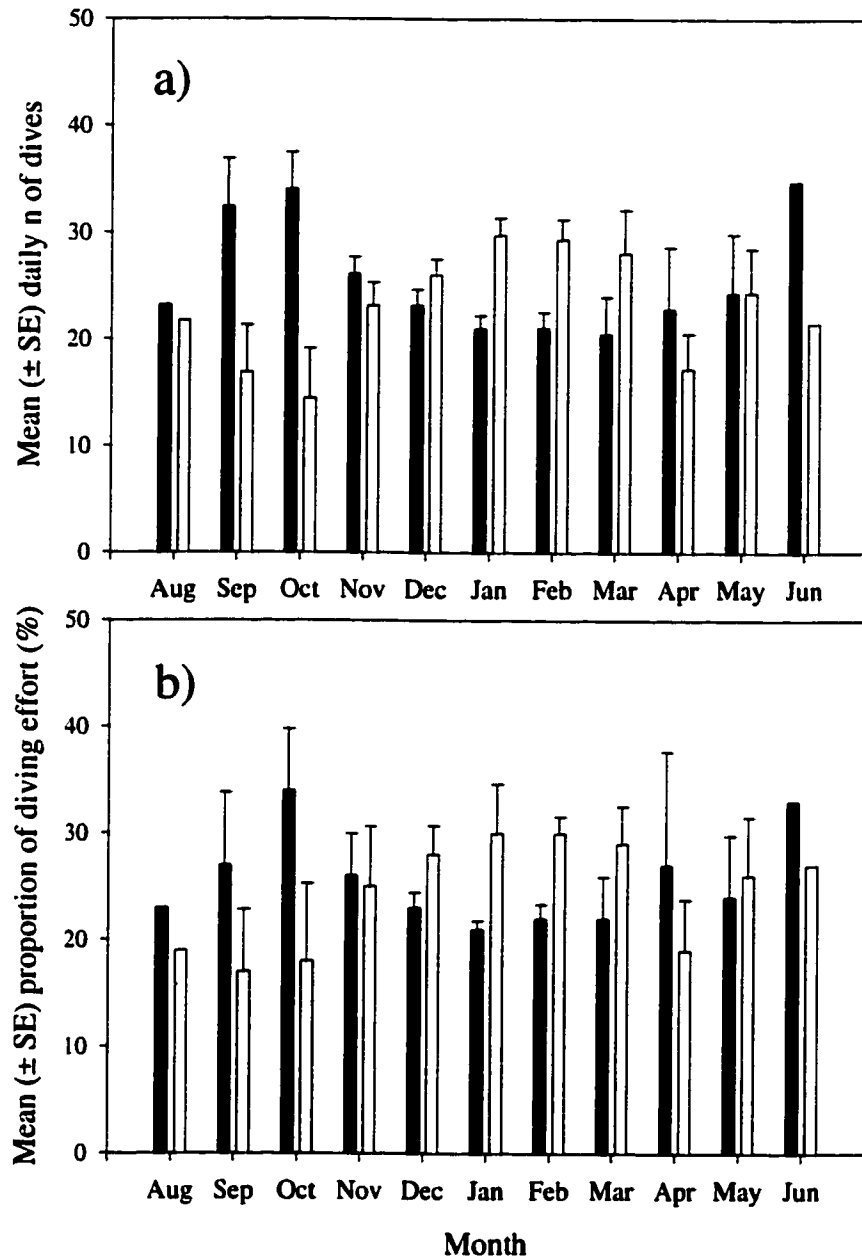 a)
Mean (± SE) daily n of dives
50
40
30
20
10
0
Aug Sep Oct Nov Dec Jan Feb Mar Apr May Jun
b)
Mean (± SE) proportion of diving effort (%)
50
40
30
20
10
0
Aug Sep Oct Nov Dec Jan Feb Mar Apr May Jun
Month